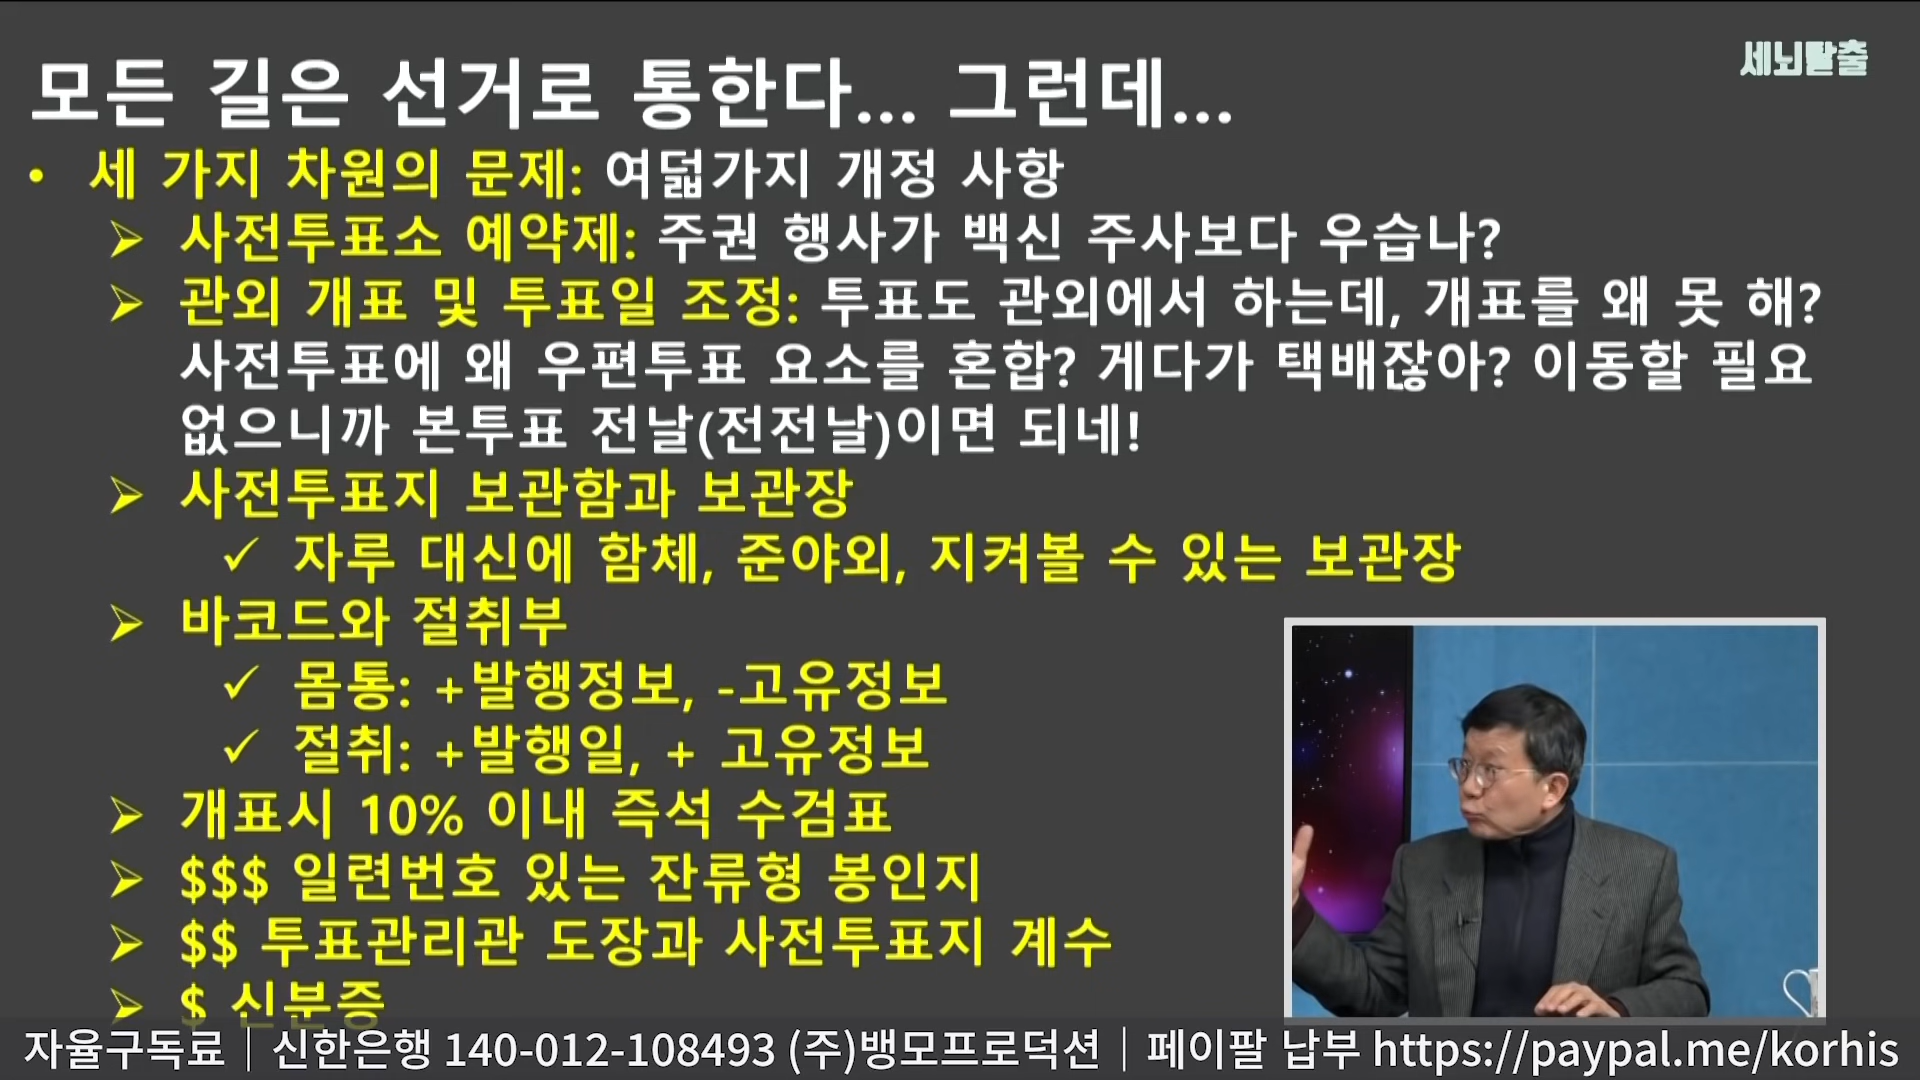 세뇌탈출
모든 길은 선거로 통한다... 그런데...
• 세 가지 차원의 문제: 여덟가지 개정 사항
➢ 사전투표소 예약제: 주권 행사가 백신 주사보다 우습나?
➢ 관외 개표 및 투표일 조정: 투표도 관외에서 하는데, 개표를 왜 못 해?
사전투표에 왜 우편투표 요소를 혼합? 게다가 택배잖아? 이동할 필요
없으니까 본투표 전날(전전날)이면 되네!
➢ 사전투표지 보관함과 보관장
✓ 자루 대신에 함체, 준야외, 지켜볼 수 있는 보관장
➢ 바코드와 절취부
✓ 몸통: +발행정보, -고유정보
✓ 절취: +발행일, + 고유정보
➢ 개표시 10% 이내 즉석 수검표
➢ $$$ 일련번호 있는 잔류형 봉인지
➢ $$ 투표관리관 도장과 사전투표지 계수
➢ $ 신분증
자율구독료│신한은행 140-012-108493 (주)뱅모프로덕션│페이팔 납부 https://paypal.me/korhis